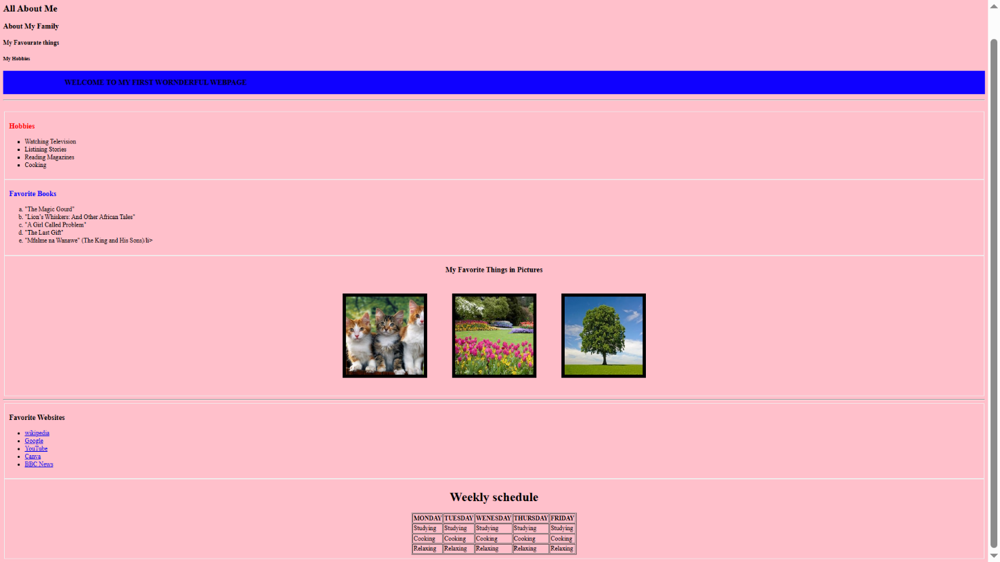 All About Me
About My Family
My Favourate things
My Hobbies
WELCOME TO MY FIRST WORNDERFUL WEBPAGE
Hobbies
Watching Television
Listining Stories
Reading Magazines
Cooking
Favorite Books
a. "The Magic Gourd"
b. "Lion's Whiskers: And Other African Tales"
c. "A Girl Called Problem"
d. "The Last Gift"
e. "Mfalme na Wanawe" (The King and His Sons)/li>
My Favorite Things in Pictures
Favorite Websites
wikipedia
Google
YouTube
Canva
BBC News
Weekly schedule
MONDAY TUESDAY WENESDAY THURSDAY FRIDAY
Studying Studying Studying Studying Studying
Cooking Cooking Cooking Cooking Cooking
Relaxing Relaxing Relaxing Relaxing Relaxing